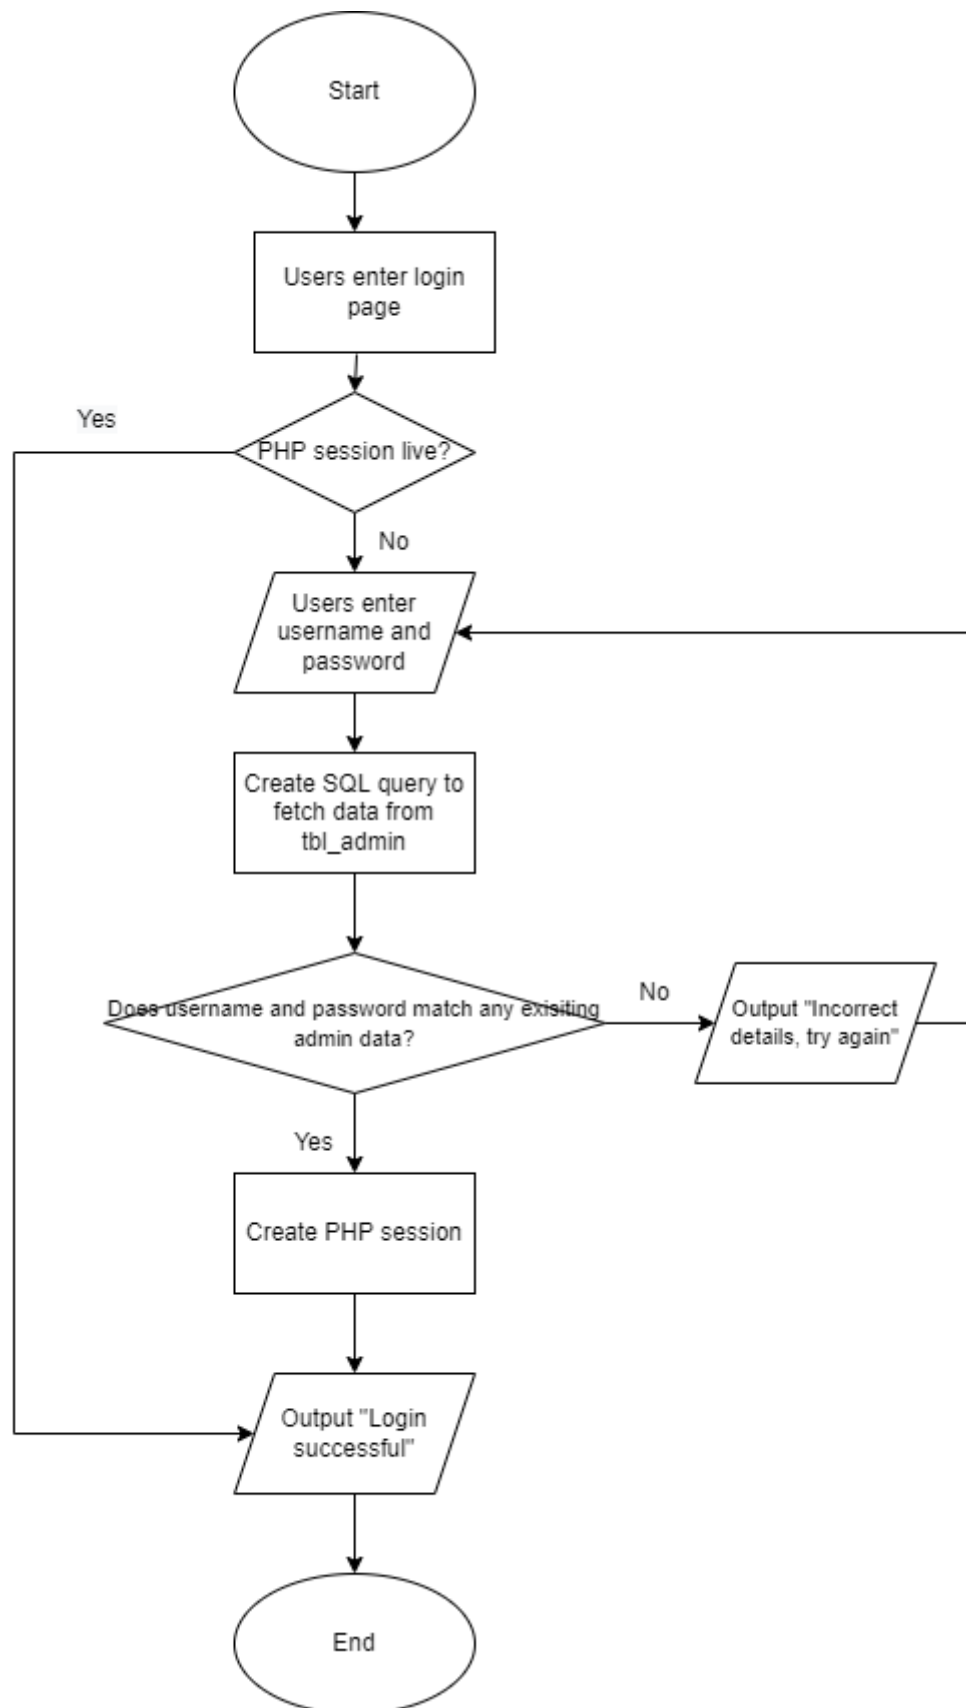 Start
Users enter login
page
Yes
PHP session live?
No
Users enter
username and
password
Create SQL query to
fetch data from
tbl_admin
Does username and password match any exisiting
admin data?
No
Output "Incorrect
details, try again"
Yes
Create PHP session
Output "Login
successful"
End